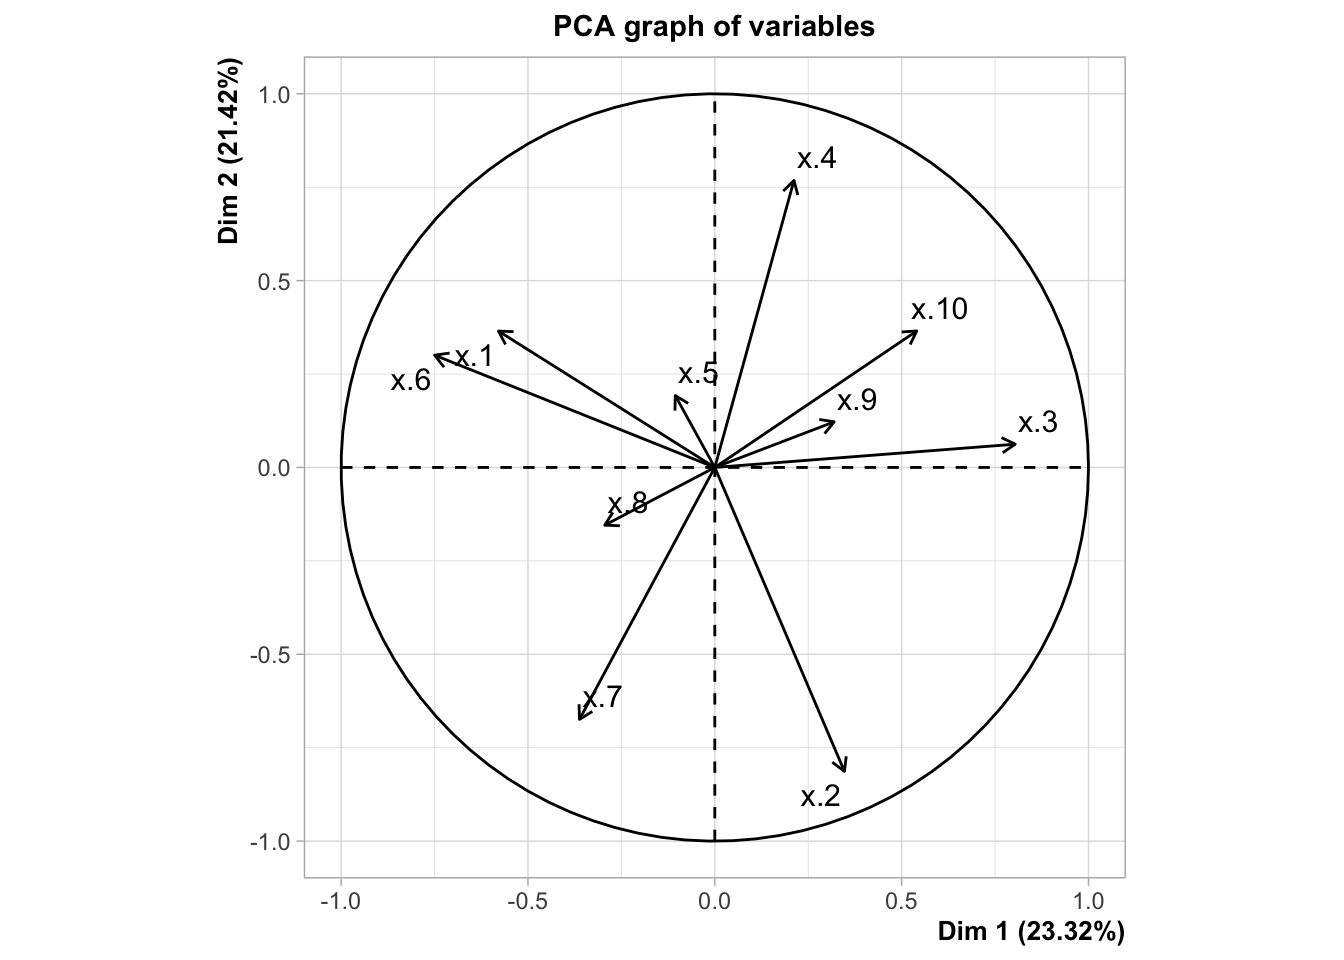 PCA graph of variables
Dim 2 (21.42%)
1.0
0.5
0.0
-0.5
-1.0
x.4
x.10
x.1
x.6
x.5
x.9
x.3
x.8
x.7
x.2
-1.0
-0.5
0.0
0.5
1.0
Dim 1 (23.32%)